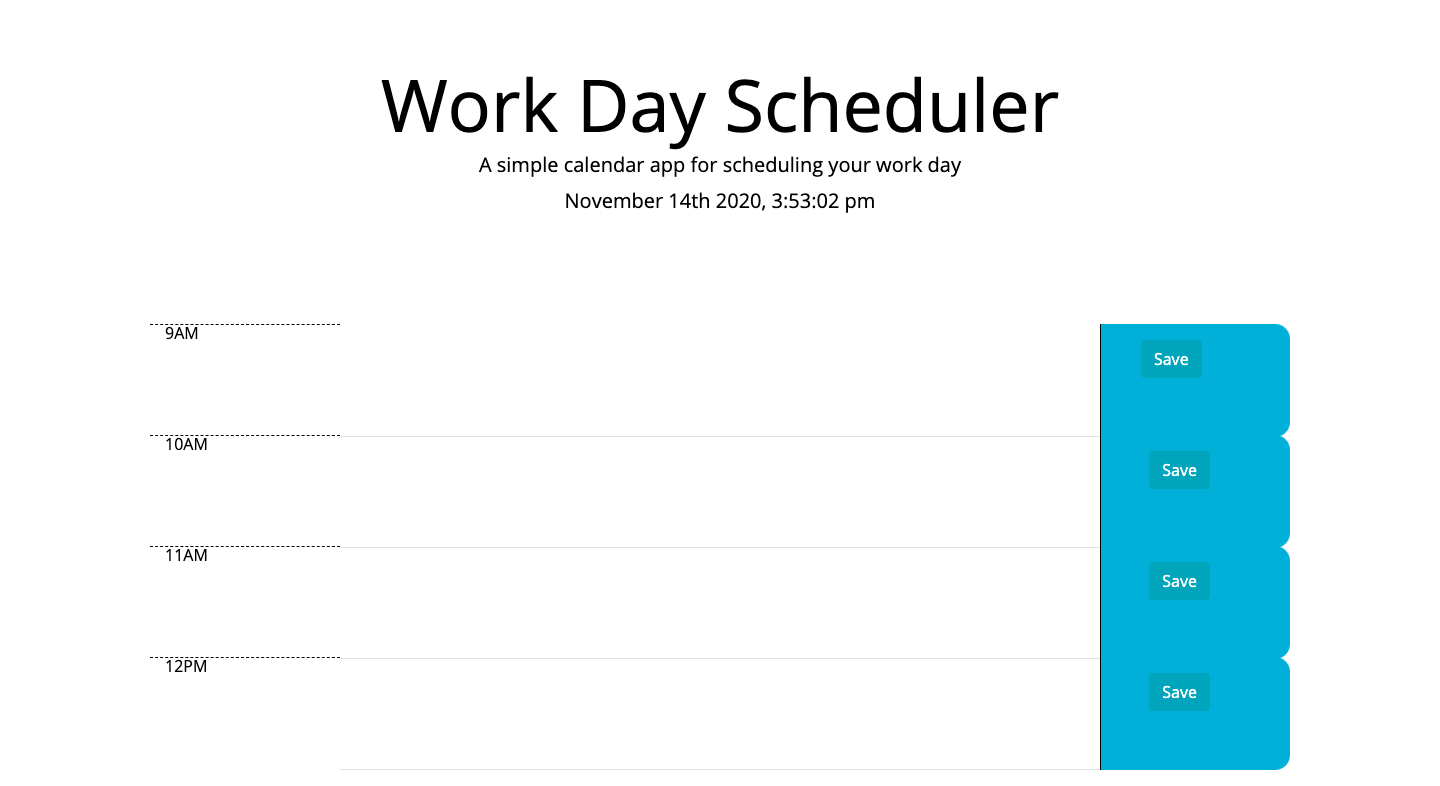 Work Day Scheduler
A simple calendar app for scheduling your work day
November 14th 2020, 3:53:02 pm
9AM
Save
10AM
Save
11AM
Save
12PM
Save